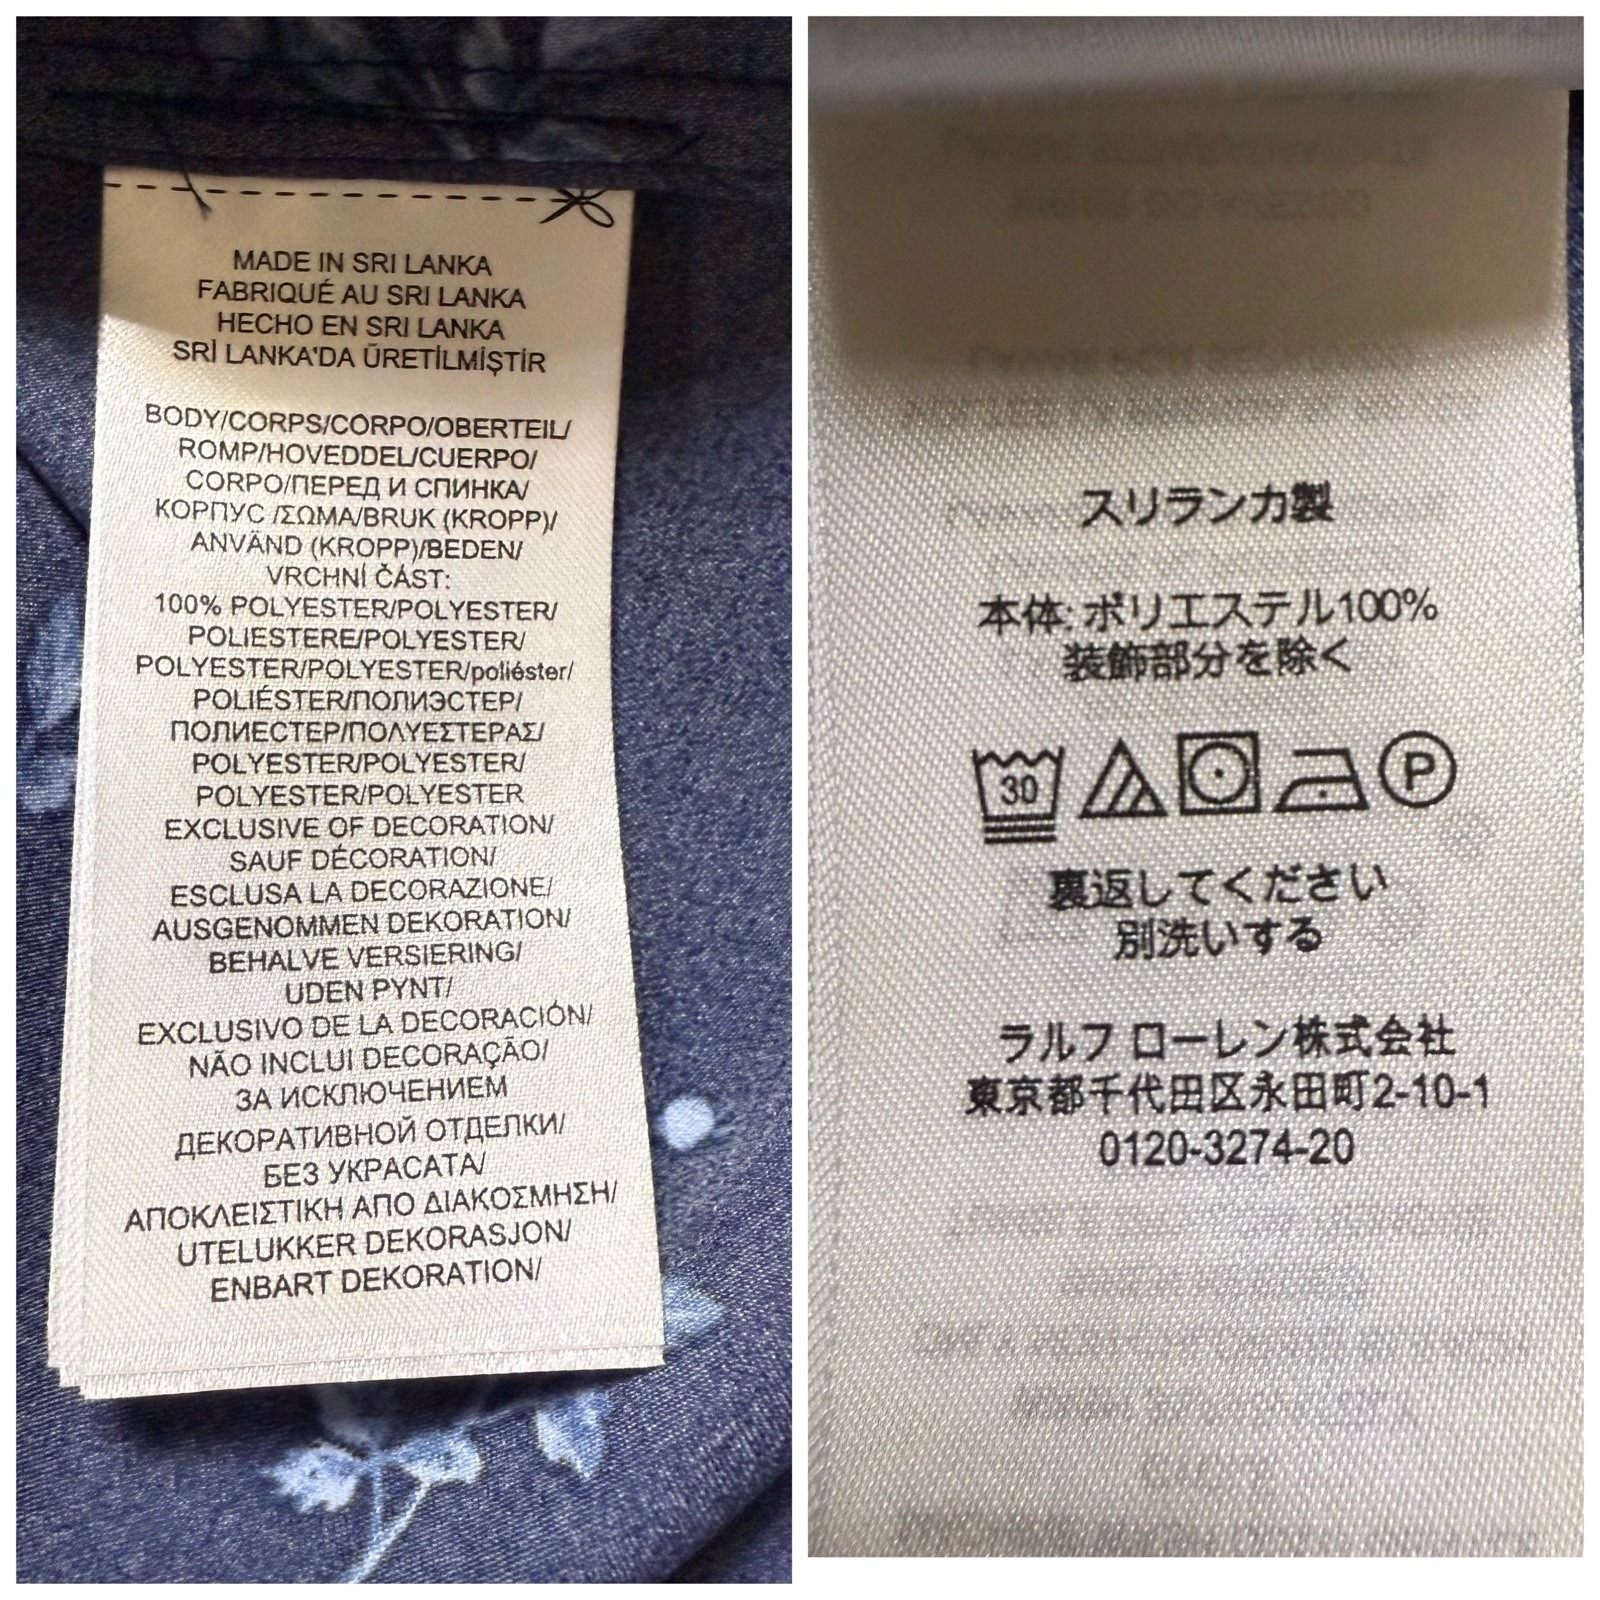 MADE IN SRI LANKA
FABRIQUÉ AU SRI LANKA
HECHO EN SRI LANKA
SRİ LANKA'DA ÜRETİLMİŞTİR
BODY/CORPS/CORPO/OBERTEIL/
ROMP/HOVEDDEL/CUERPO/
CORPO/ПЕРЕД И СПИНКА/
КОРПУС /ΣΩΜΑ/BRUK (KROPP)/
ANVÄND (KROPP)/BEDEN/
VRCHNÍ ČÁST:
100% POLYESTER/POLYESTER/
POLIESTERE/POLYESTER/
POLYESTER/POLYESTER/poliéster/
POLIÉSTER/ПОЛИЭСТЕР/
ПОЛИЕСТЕР/ΠΟΛΥΕΣΤΕΡΑΣ/
POLYESTER/POLYESTER/
POLYESTER/POLYESTER
EXCLUSIVE OF DECORATION/
SAUF DÉCORATION/
ESCLUSA LA DECORAZIONE/
AUSGENOMMEN DEKORATION/
BEHALVE VERSIERING/
UDEN PYNT/
EXCLUSIVO DE LA DECORACIÓN/
NÃO INCLUI DECORAÇÃO/
ЗА ИСКЛЮЧЕНИЕМ
ДЕКОРАТИВНОЙ ОТДЕЛКИ/
БЕЗ УКРАСАТА/
ΑΠΟΚΛΕΙΣΤΙΚΗ ΑΠΟ ΔΙΑΚΟΣΜΗΣΗ/
UTELUKKER DEKORASJON/
ENBART DEKORATION/
スリランカ製
本体: ポリエステル100%
装飾部分を除く
30 P
裏返してください
別洗いする
ラルフ ローレン株式会社
東京都千代田区永田町2-10-1
0120-3274-20